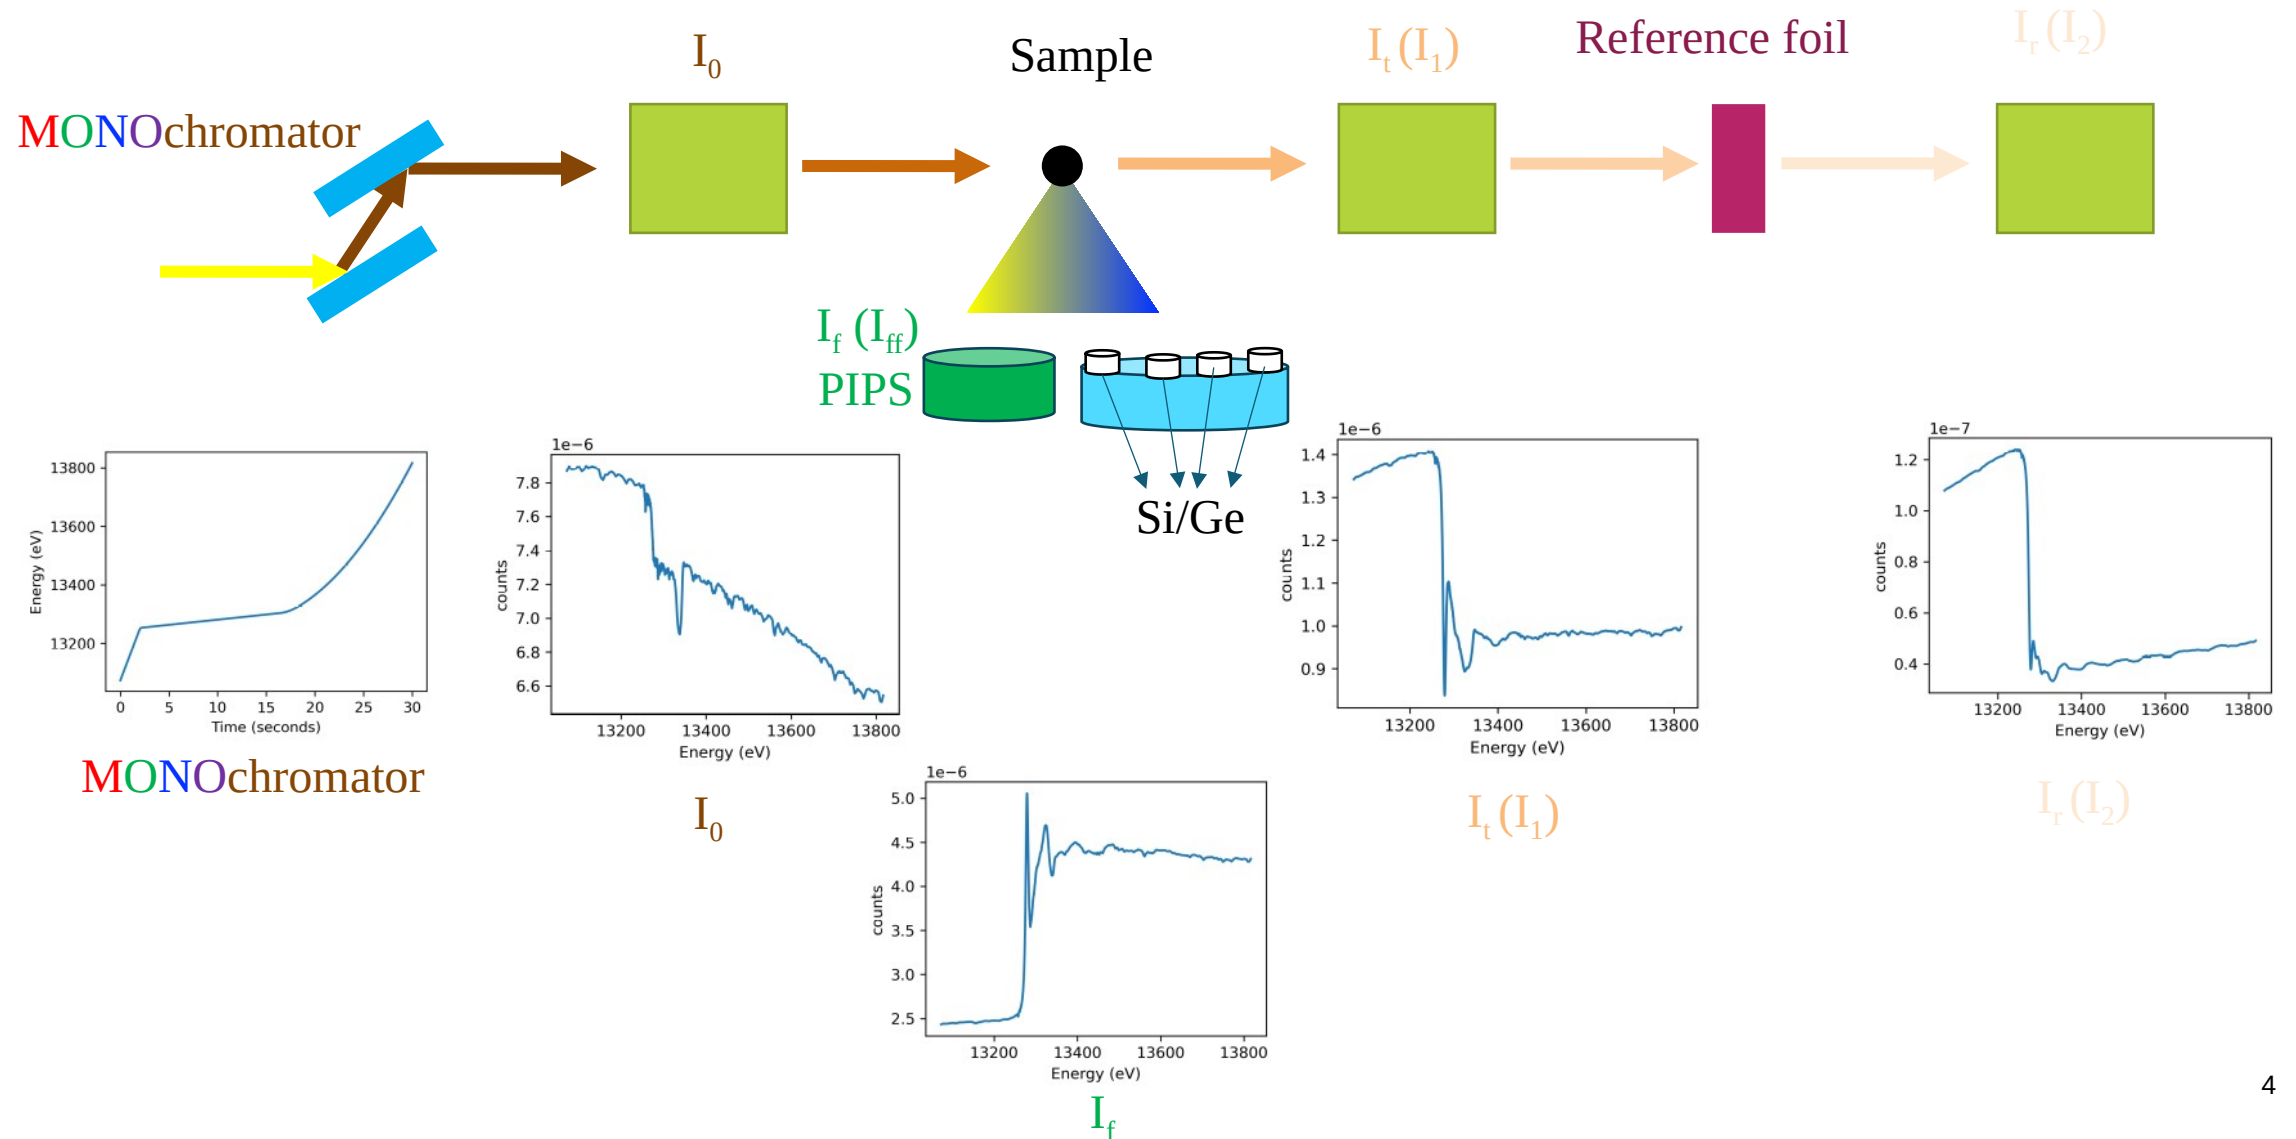 I0
Sample
It (I1)
Reference foil
Ir (I2)
MONOchromator
If (Iff)
PIPS
Si/Ge
13800
13600
13400
13200
Energy (eV)
0 5 10 15 20 25 30
Time (seconds)
MONOchromator
1e−6
7.8
7.6
7.4
7.2
7.0
6.8
6.6
counts
13200 13400 13600 13800
Energy (eV)
I0
1e−6
5.0
4.5
4.0
3.5
3.0
2.5
counts
13200 13400 13600 13800
Energy (eV)
If
1e−6
1.4
1.3
1.2
1.1
1.0
0.9
counts
13200 13400 13600 13800
Energy (eV)
It (I1)
1e−7
1.2
1.0
0.8
0.6
0.4
counts
13200 13400 13600 13800
Energy (eV)
Ir (I2)
4